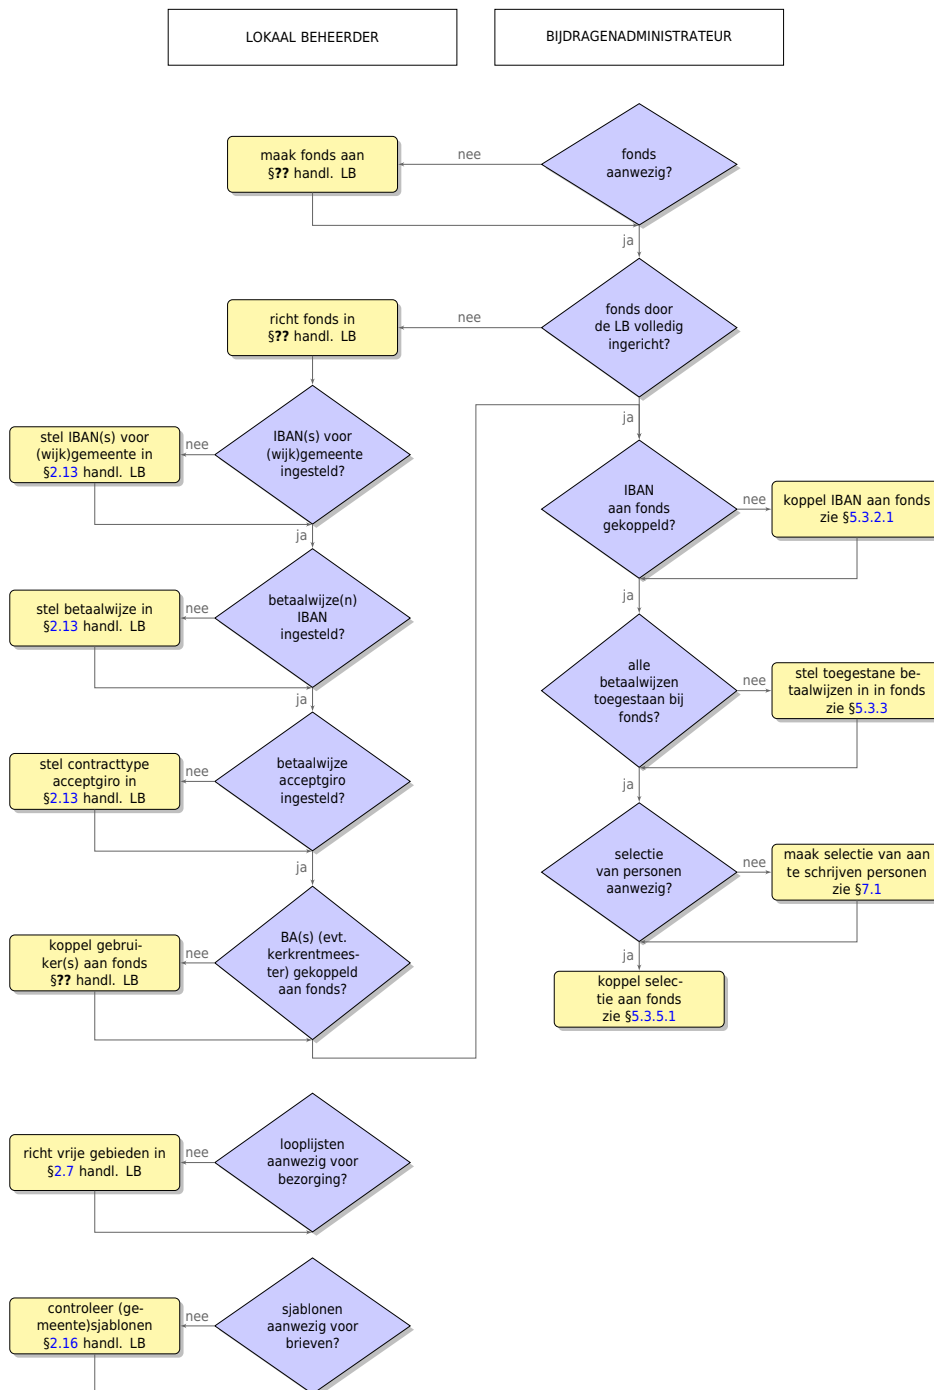 LOKAAL BEHEERDER
BIJDRAGENADMINISTRATEUR
fonds
aanwezig?
nee
maak fonds aan
§?? handl. LB
ja
fonds door
de LB volledig
ingericht?
nee
richt fonds in
§?? handl. LB
ja
IBAN(s) voor
(wijk)gemeente
ingesteld?
nee
stel IBAN(s) voor
(wijk)gemeente in
§2.13 handl. LB
ja
IBAN
aan fonds
gekoppeld?
nee
koppel IBAN aan fonds
zie §5.3.2.1
ja
betaalwijze(n)
IBAN
ingesteld?
nee
stel betaalwijze in
§2.13 handl. LB
ja
alle
betaalwijzen
toegestaan bij
fonds?
nee
stel toegestane be-
taalwijzen in in fonds
zie §5.3.3
ja
betaalwijze
acceptgiro
ingesteld?
nee
stel contracttype
acceptgiro in
§2.13 handl. LB
ja
selectie
van personen
aanwezig?
nee
maak selectie van aan
te schrijven personen
zie §7.1
ja
BA(s) (evt.
kerkrentmees-
ter) gekoppeld
aan fonds?
nee
koppel gebrui-
ker(s) aan fonds
§?? handl. LB
koppel selec-
tie aan fonds
zie §5.3.5.1
looplijsten
aanwezig voor
bezorging?
nee
richt vrije gebieden in
§2.7 handl. LB
sjablonen
aanwezig voor
brieven?
nee
controleer (ge-
meente)sjablonen
§2.16 handl. LB